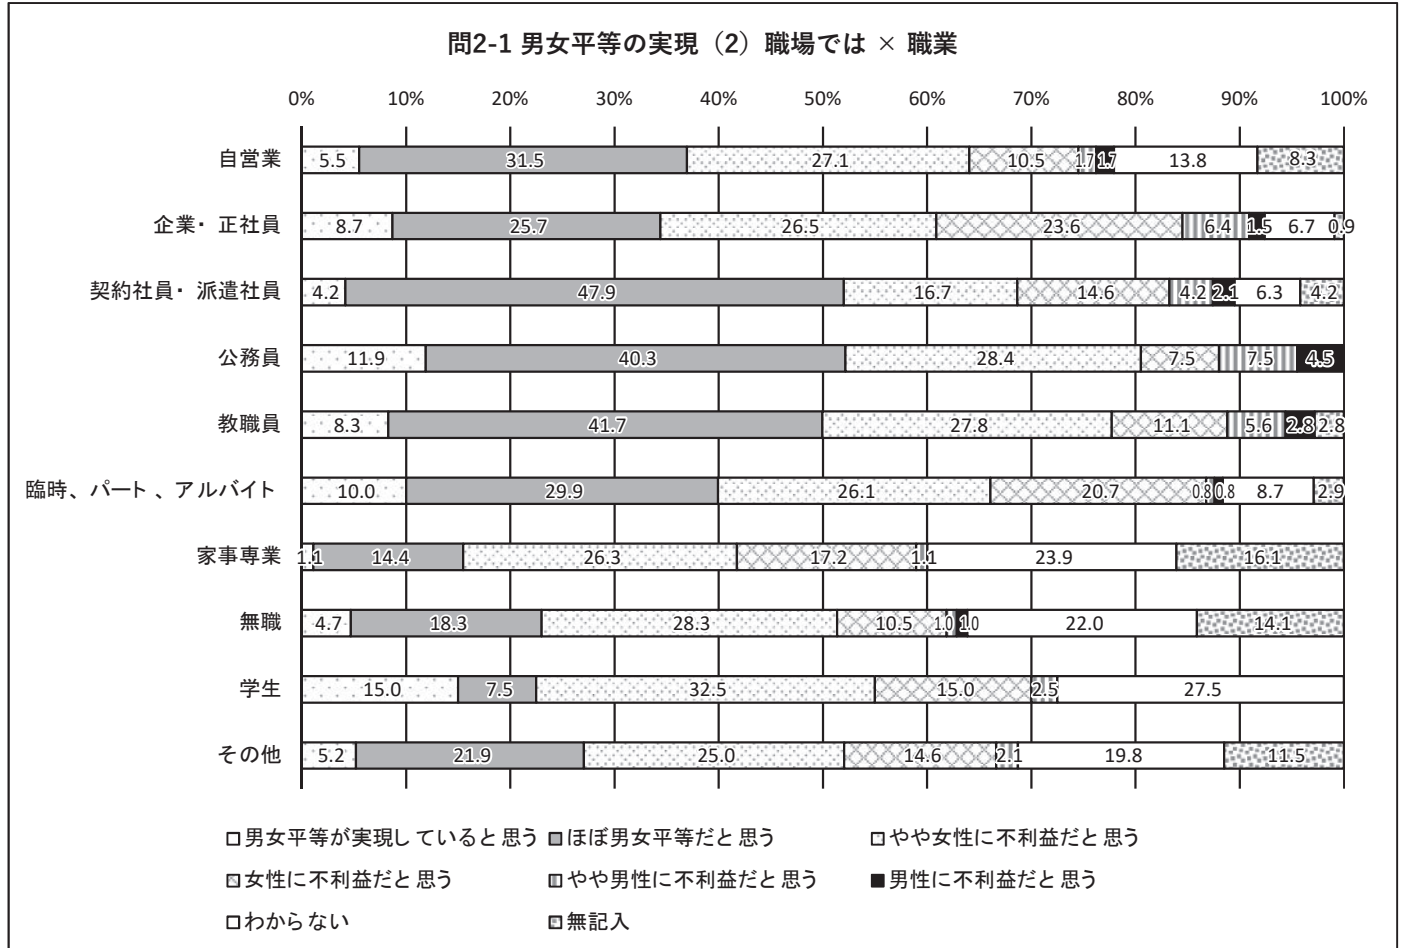 問2-1 男女平等の実現（2）職場では × 職業
0% 10% 20% 30% 40% 50% 60% 70% 80% 90% 100%
自営業 5.5 31.5 27.1 10.5 1.7 1.7 13.8 8.3
企業・正社員 8.7 25.7 26.5 23.6 6.4 1.5 6.7 0.9
契約社員・派遣社員 4.2 47.9 16.7 14.6 4.2 2.1 6.3 4.2
公務員 11.9 40.3 28.4 7.5 7.5 4.5
教職員 8.3 41.7 27.8 11.1 5.6 2.8 2.8
臨時、パート、アルバイト 10.0 29.9 26.1 20.7 0.8 0.8 8.7 2.9
家事専業 1.1 14.4 26.3 17.2 1.1 23.9 16.1
無職 4.7 18.3 28.3 10.5 1.0 1.0 22.0 14.1
学生 15.0 7.5 32.5 15.0 2.5 27.5
その他 5.2 21.9 25.0 14.6 2.1 19.8 11.5
男女平等が実現していると思う ほぼ男女平等だと思う やや女性に不利益だと思う
女性に不利益だと思う やや男性に不利益だと思う 男性に不利益だと思う
わからない 無記入